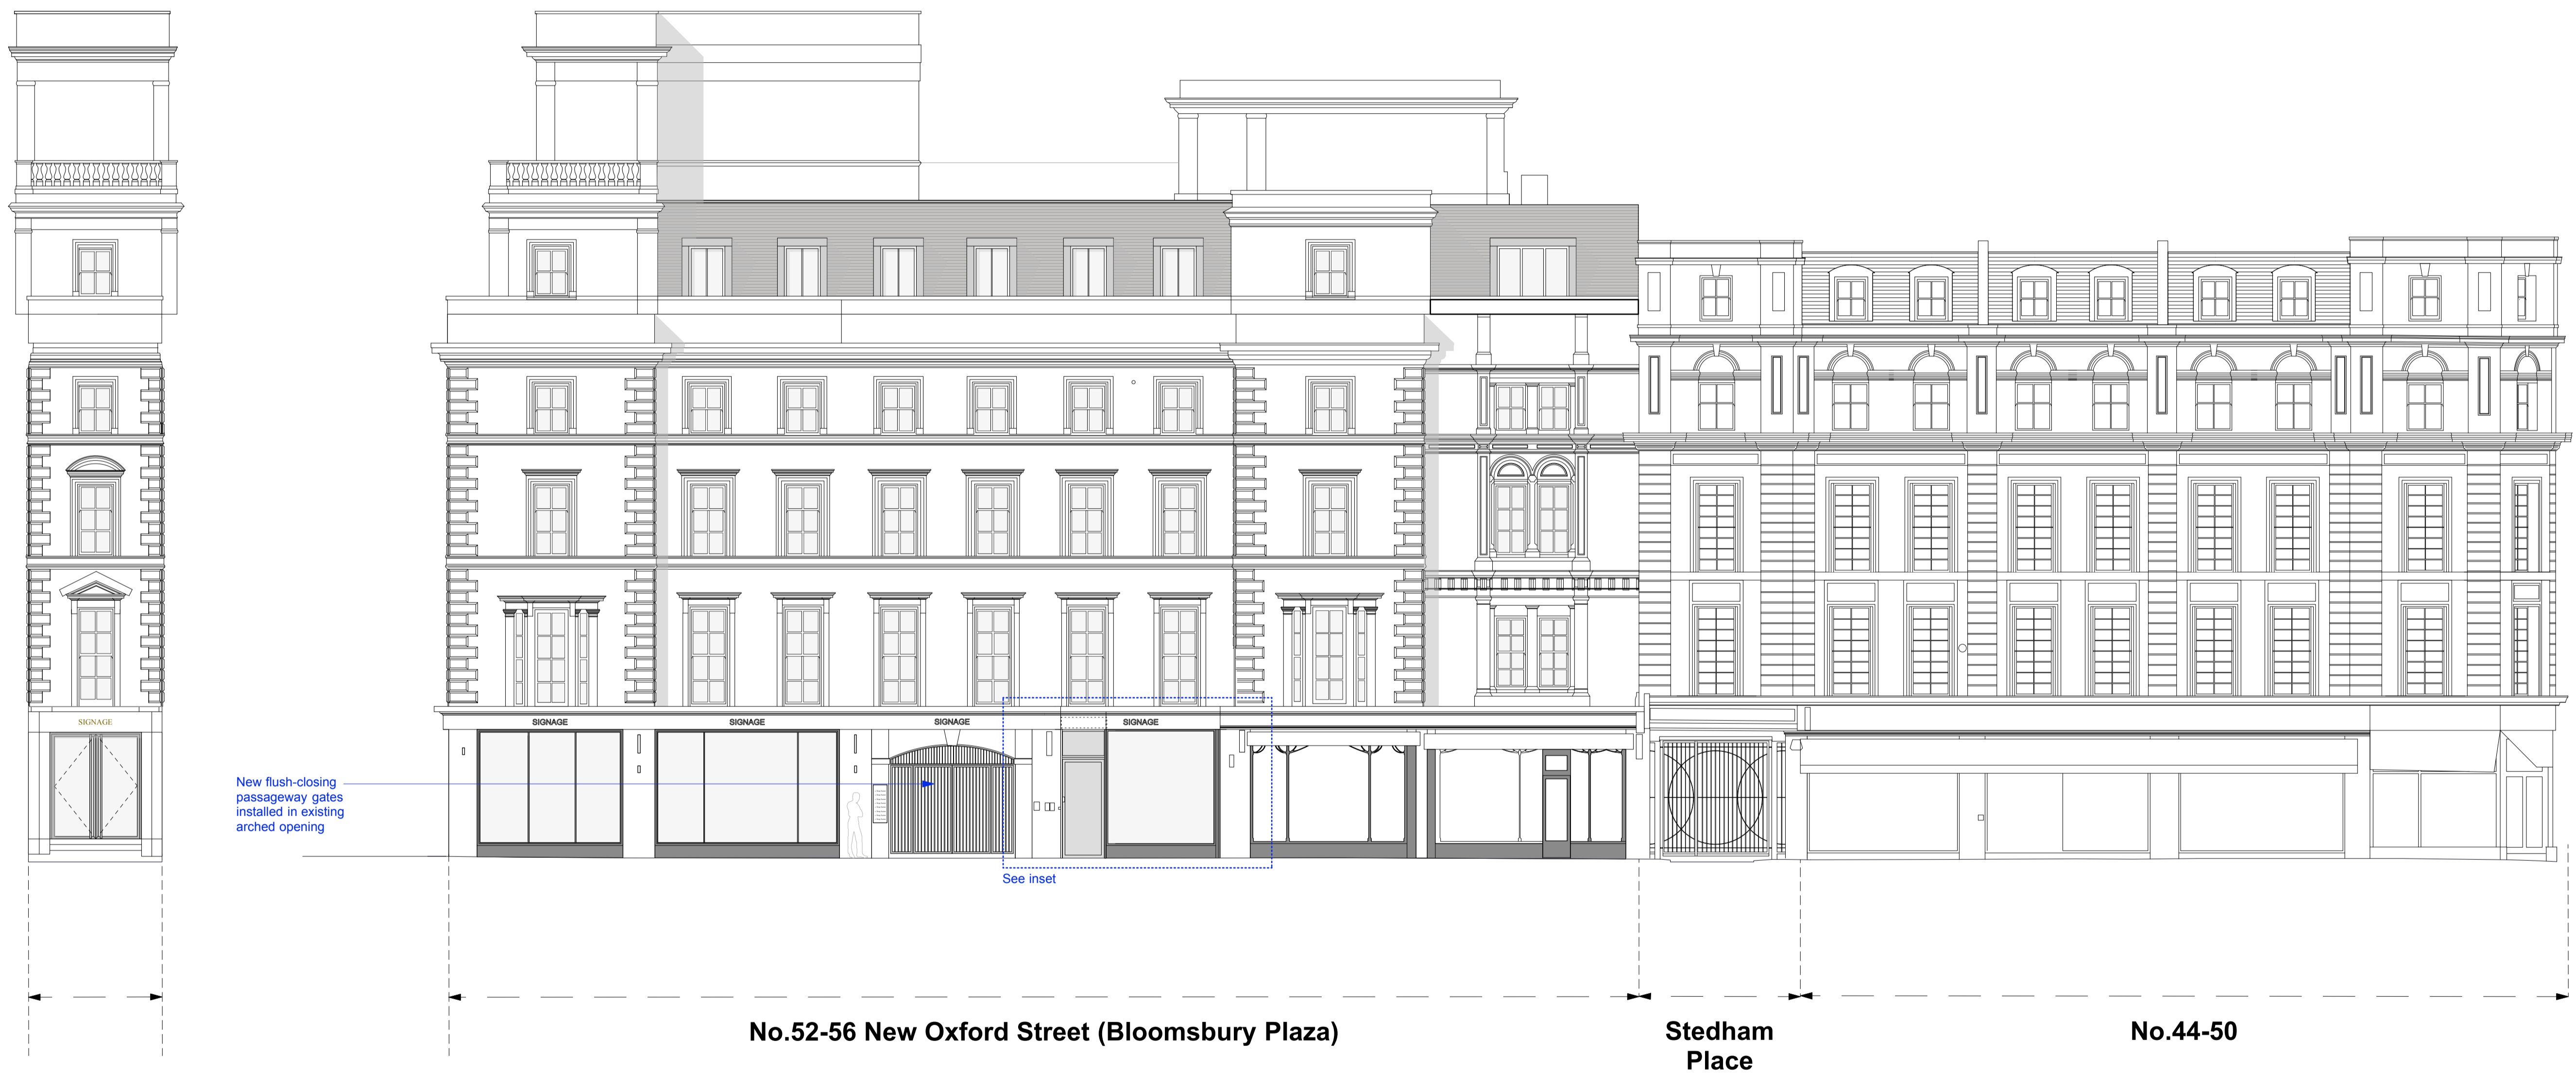 SIGNAGE
SIGNAGE
SIGNAGE
SIGNAGE
SIGNAGE
New flush-closing
passageway gates
installed in existing
arched opening
See inset
No.52-56 New Oxford Street (Bloomsbury Plaza)
Stedham
Place
No.44-50